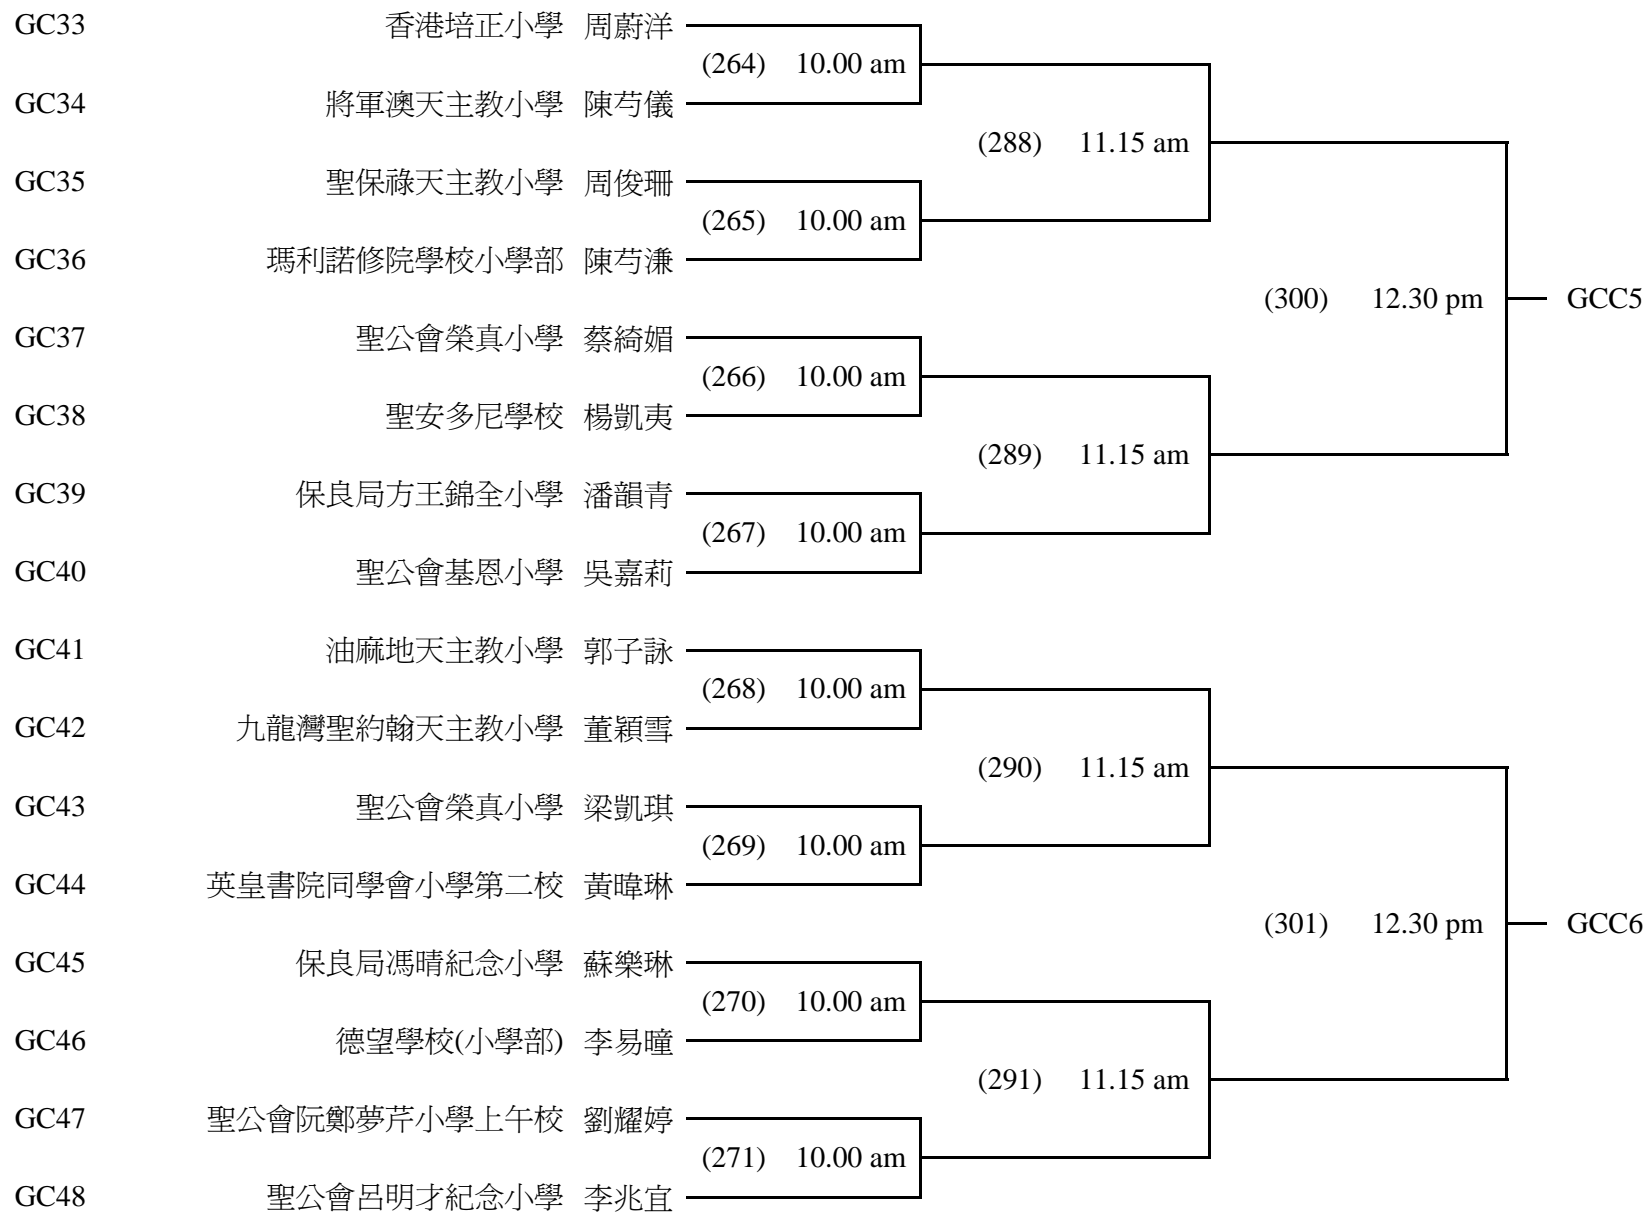 GC33 香港培正小學 周蔚洋
(264) 10.00 am
GC34 將軍澳天主教小學 陳芍儀
(288) 11.15 am
GC35 聖保祿天主教小學 周俊珊
(265) 10.00 am
GC36 瑪利諾修院學校小學部 陳芍濂
(300) 12.30 pm GCC5
GC37 聖公會榮真小學 蔡綺媚
(266) 10.00 am
GC38 聖安多尼學校 楊凱夷
(289) 11.15 am
GC39 保良局方王錦全小學 潘韻青
(267) 10.00 am
GC40 聖公會基恩小學 吳嘉莉
GC41 油麻地天主教小學 郭子詠
(268) 10.00 am
GC42 九龍灣聖約翰天主教小學 董穎雪
(290) 11.15 am
GC43 聖公會榮真小學 梁凱琪
(269) 10.00 am
GC44 英皇書院同學會小學第二校 黃暐琳
(301) 12.30 pm GCC6
GC45 保良局馮晴紀念小學 蘇樂琳
(270) 10.00 am
GC46 德望學校(小學部) 李易曈
(291) 11.15 am
GC47 聖公會阮鄭夢芹小學上午校 劉耀婷
(271) 10.00 am
GC48 聖公會呂明才紀念小學 李兆宜